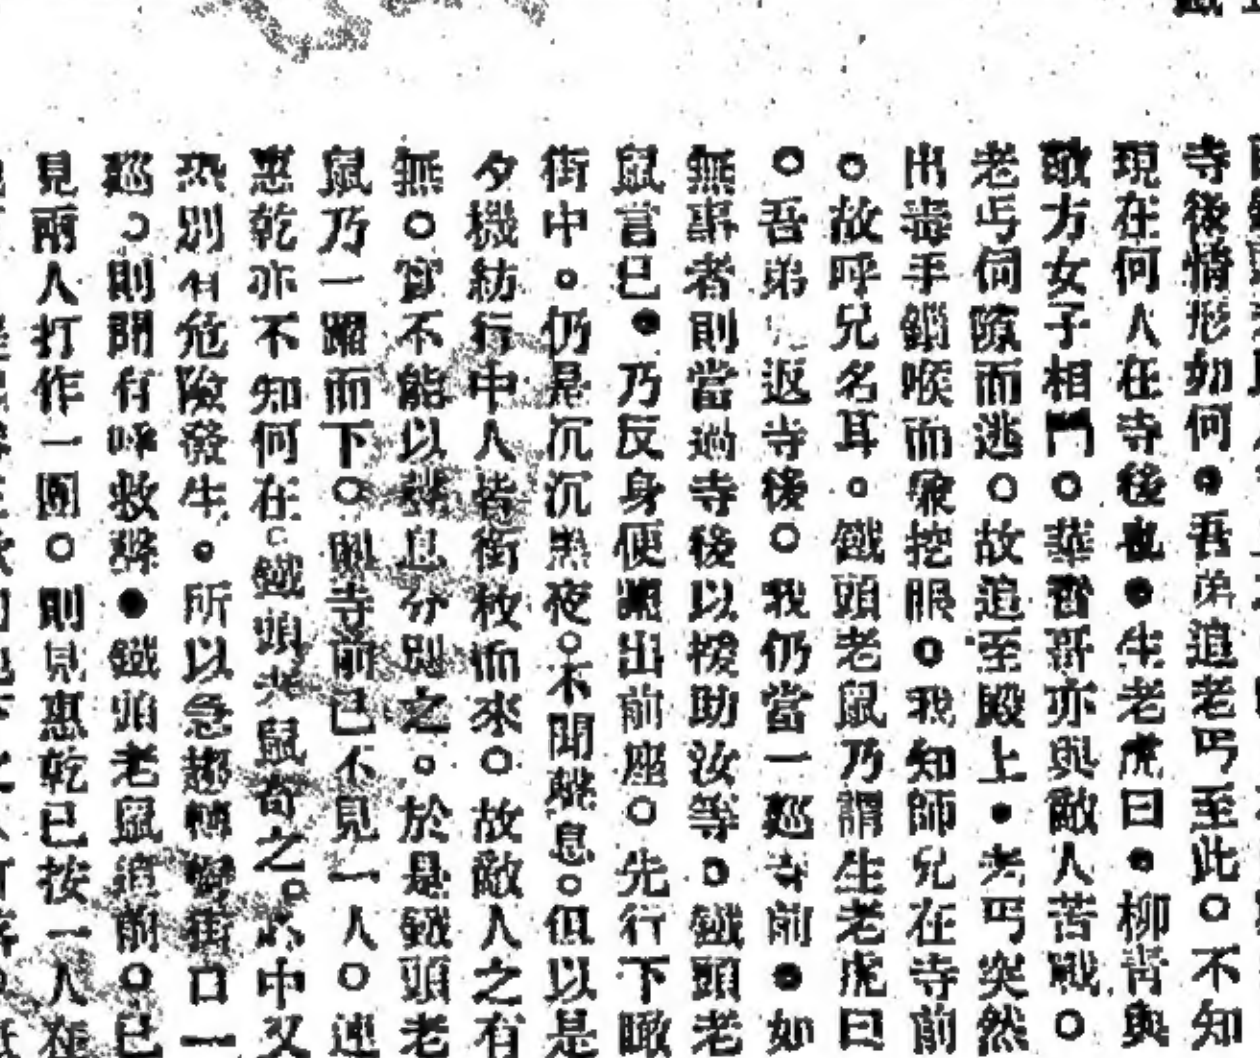 寺後情形如何。吾弟追老丐至此。不知
現在何人在寺後也。生老虎曰。柳青與
敵方女子相鬥。華香哥亦與敵人苦戰。
老丐伺隙而逃。故追至殿上。老丐突然
出毒手鎖喉而兼挖眼。我知師兄在寺前
。故呼兄名耳。鐵頭老鼠乃謂生老虎曰
。吾弟返寺後。我仍當一巡寺前。如
無事者則當過寺後以援助汝等。鐵頭老
鼠言已。乃反身便躍出前座。先行下瞰
街中。仍是沉沉黑夜。不聞聲息。但以是
夕機紡行中人皆銜枚而來。故敵人之有
無。實不能以聲息分別之。於是鐵頭老
鼠乃一躍而下。則寺前已不見一人。連
惠乾亦不知何在。鐵頭老鼠奇之。心中又
恐別有危險發生。所以急趨轉街口一
巡。則聞有呼救聲。鐵頭老鼠追前。已
見兩人打作一團。則見惠乾已按一人在